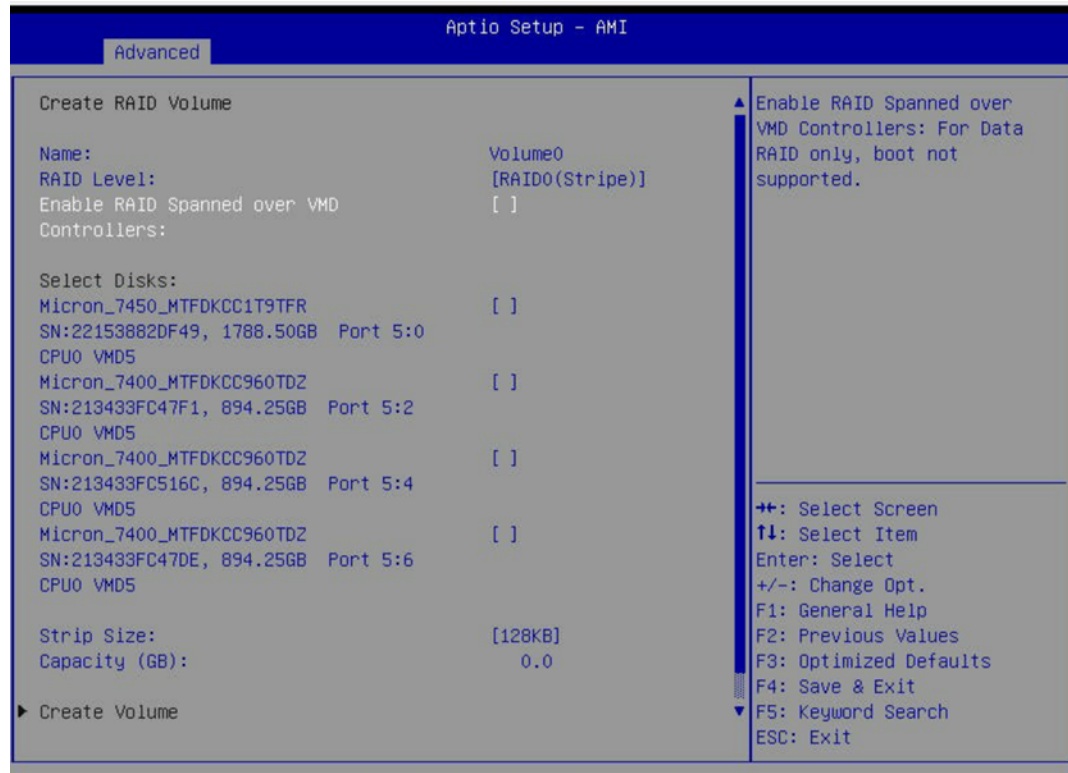 Aptio Setup - AMI
Advanced
Create RAID Volume
Name: Volume0
RAID Level: [RAID0(Stripe)]
Enable RAID Spanned over VMD [ ]
Controllers:
Select Disks:
Micron_7450_MTFDKCC1T9TFR [ ]
SN:22153882DF49, 1788.50GB Port 5:0
CPU0 VMD5
Micron_7400_MTFDKCC960TDZ [ ]
SN:213433FC47F1, 894.25GB Port 5:2
CPU0 VMD5
Micron_7400_MTFDKCC960TDZ [ ]
SN:213433FC516C, 894.25GB Port 5:4
CPU0 VMD5
Micron_7400_MTFDKCC960TDZ [ ]
SN:213433FC47DE, 894.25GB Port 5:6
CPU0 VMD5
Strip Size: [128KB]
Capacity (GB): 0.0
▶ Create Volume
Enable RAID Spanned over
VMD Controllers: For Data
RAID only, boot not
supported.
→←: Select Screen
↑↓: Select Item
Enter: Select
+/-: Change Opt.
F1: General Help
F2: Previous Values
F3: Optimized Defaults
F4: Save & Exit
F5: Keyword Search
ESC: Exit